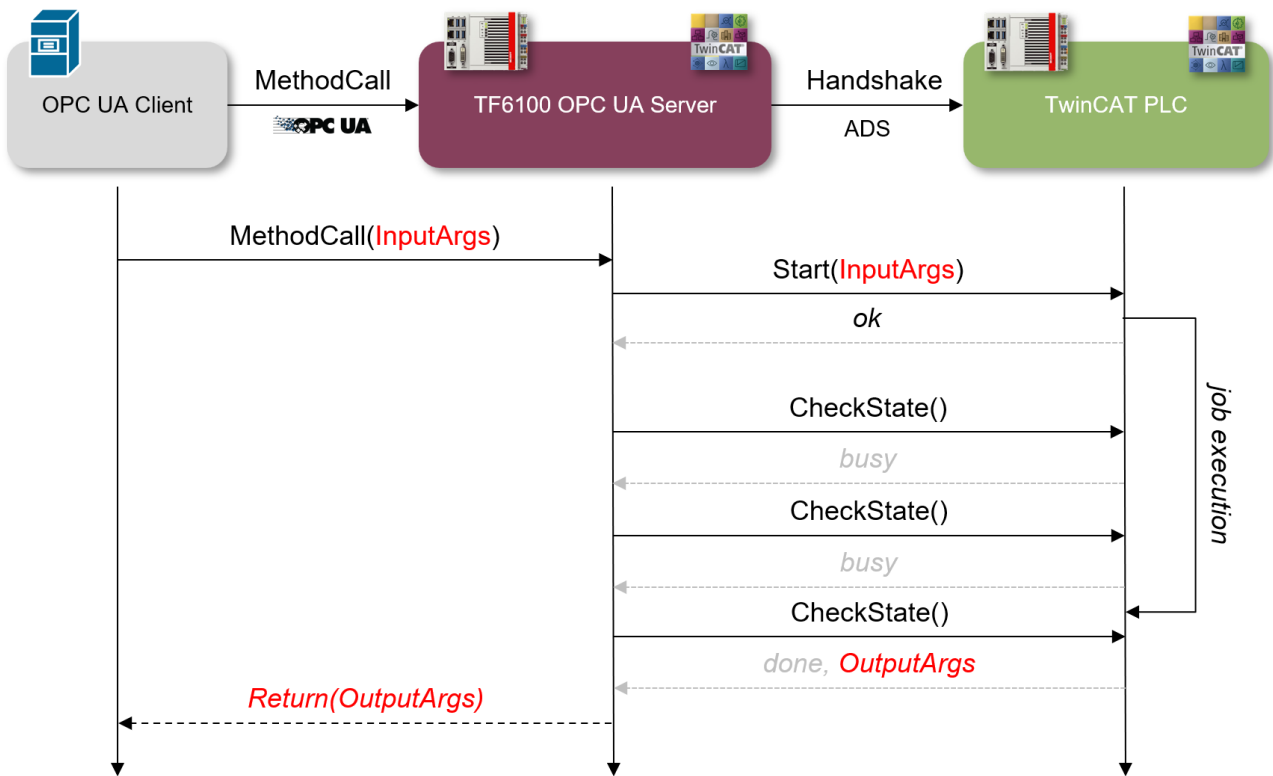 OPC UA Client
MethodCall
OPC UA
TwinCAT
TF6100 OPC UA Server
Handshake
ADS
TwinCAT
TwinCAT PLC
MethodCall(InputArgs)
Start(InputArgs)
ok
job execution
CheckState()
busy
CheckState()
busy
CheckState()
done, OutputArgs
Return(OutputArgs)